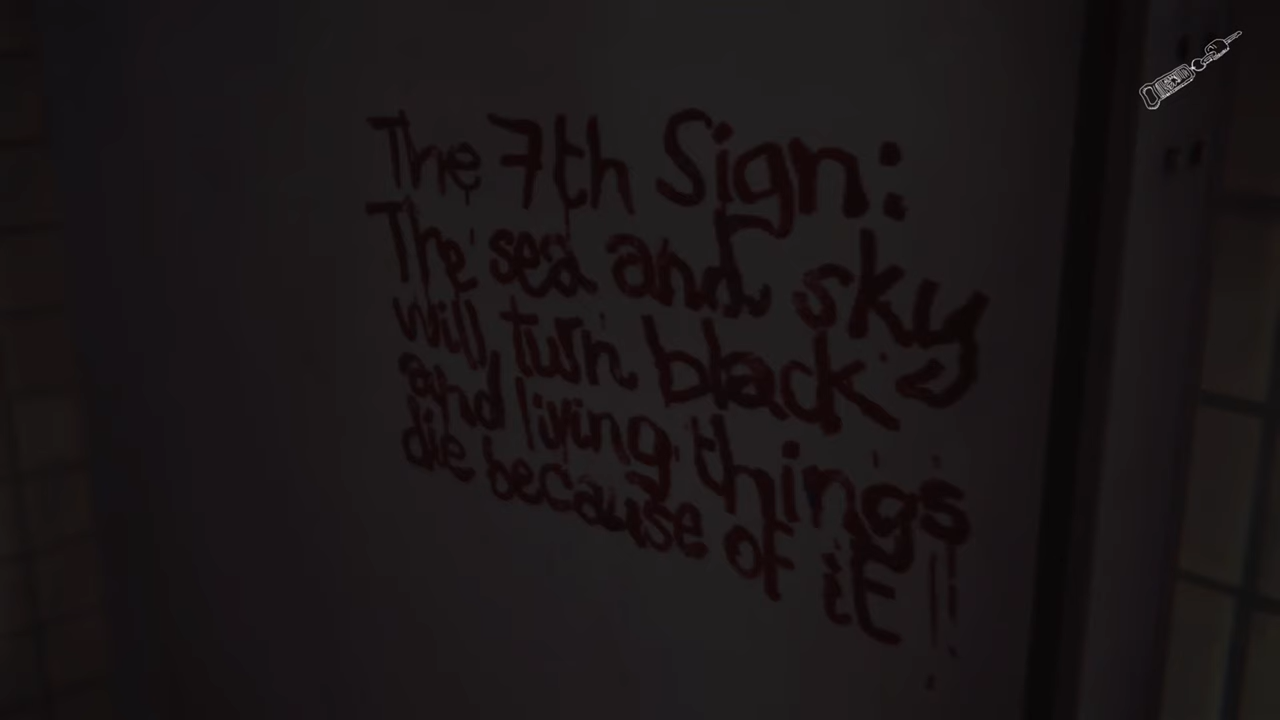 The 7th Sign:
The sea and sky
will turn black
and living things
die because of it!!